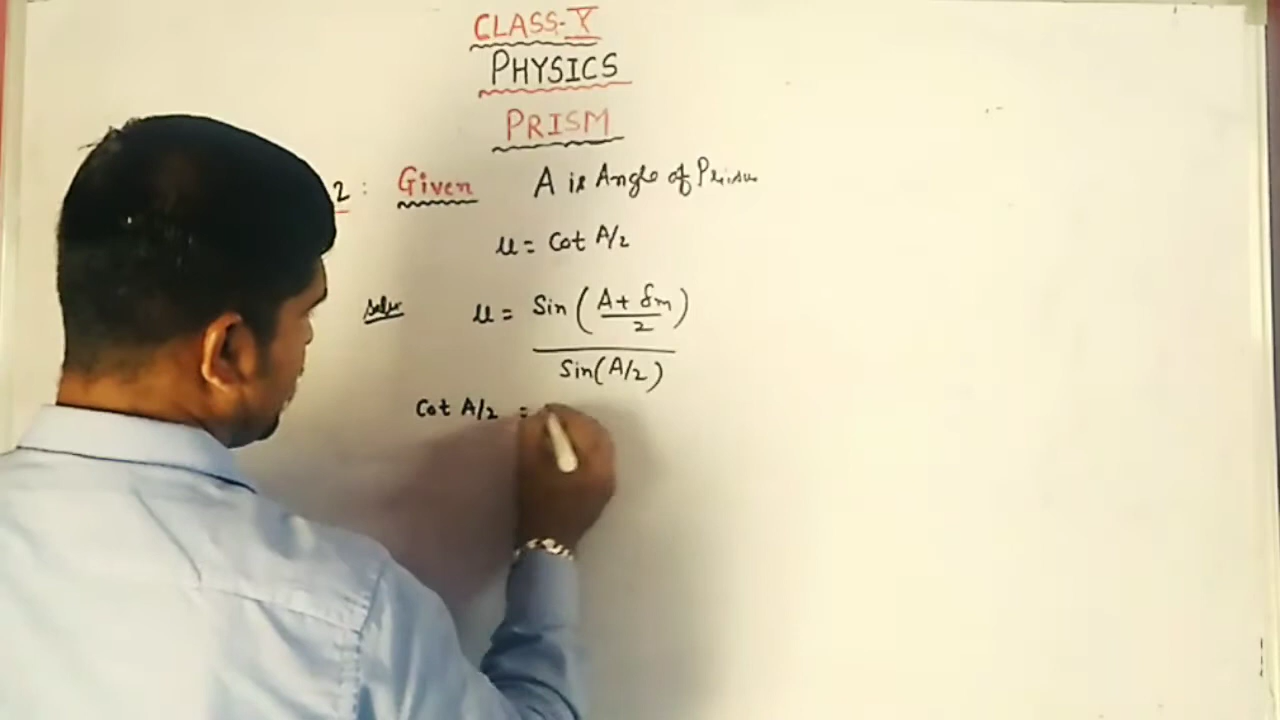 CLASS-X
PHYSICS
PRISM
2: Given A is Angle of Prism
μ = Cot A/2
Soln μ = Sin (A + δm / 2) / Sin(A/2)
Cot A/2 =